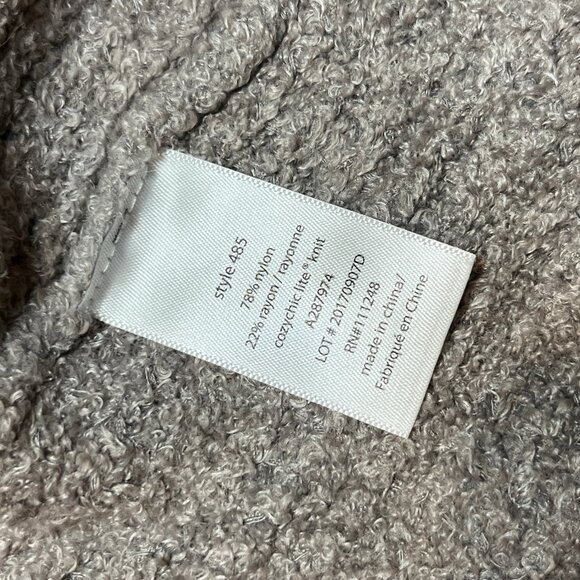 style 485
78% nylon
22% rayon / rayonne
cozychic lite® knit
A287974
LOT # 20170907D
RN#111248
made in china/
Fabriqué en Chine